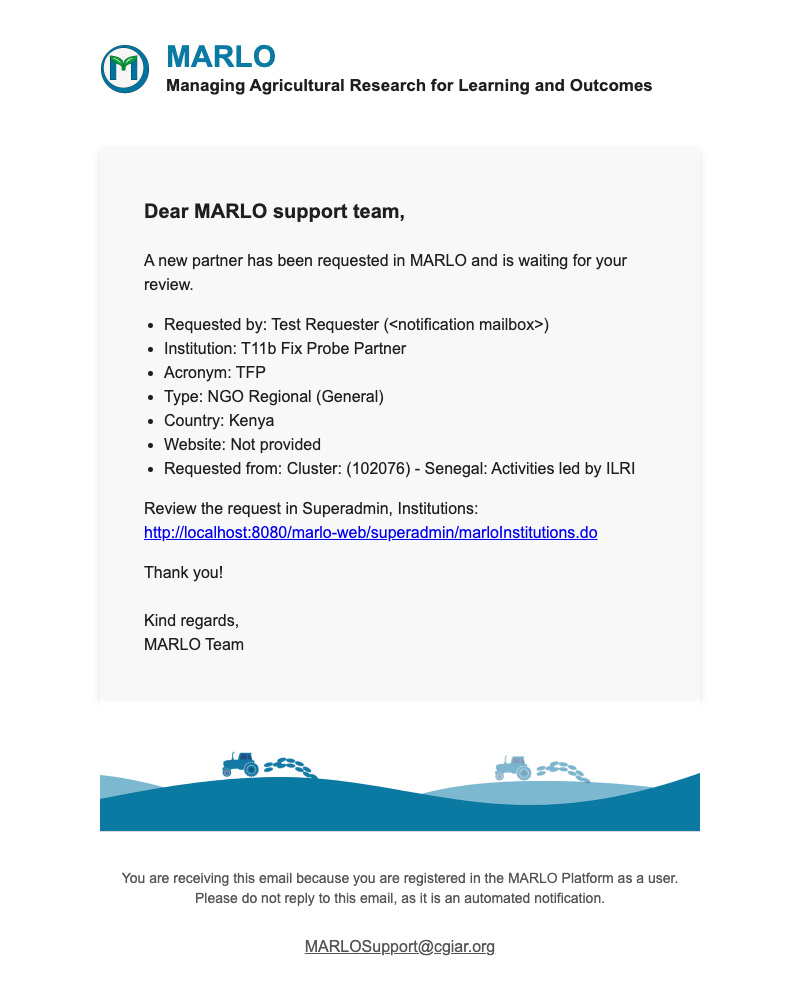 MARLO
Managing Agricultural Research for Learning and Outcomes
Dear MARLO support team,
A new partner has been requested in MARLO and is waiting for your
review.
• Requested by: Test Requester (<notification mailbox>)
• Institution: T11b Fix Probe Partner
• Acronym: TFP
• Type: NGO Regional (General)
• Country: Kenya
• Website: Not provided
• Requested from: Cluster: (102076) - Senegal: Activities led by ILRI
Review the request in Superadmin, Institutions:
http://localhost:8080/marlo-web/superadmin/marloInstitutions.do
Thank you!
Kind regards,
MARLO Team
You are receiving this email because you are registered in the MARLO Platform as a user.
Please do not reply to this email, as it is an automated notification.
MARLOSupport@cgiar.org